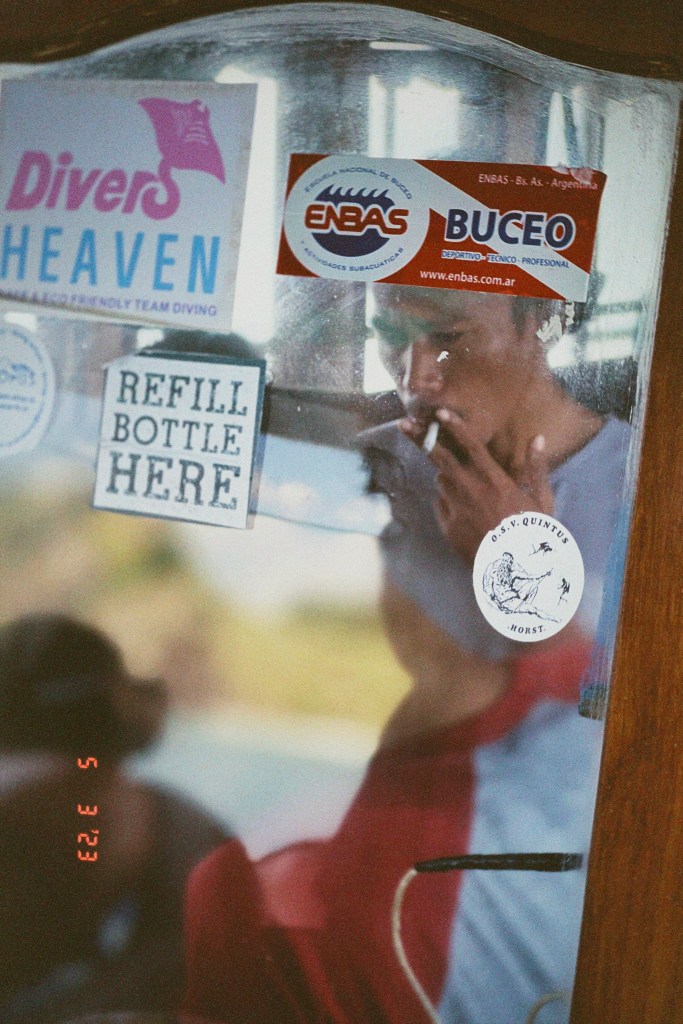 Divers
HEAVEN
& ECO FRIENDLY TEAM DIVING
ESCUELA NACIONAL DE BUCEO
ENBAS
Y ACTIVIDADES SUBACUATICAS
ENBAS - Bs. As. - Argentina
BUCEO
DEPORTIVO - TECNICO - PROFESIONAL
www.enbas.com.ar
REFILL
BOTTLE
HERE
O.S.V. QUINTUS
.HORST.
5 3 '23